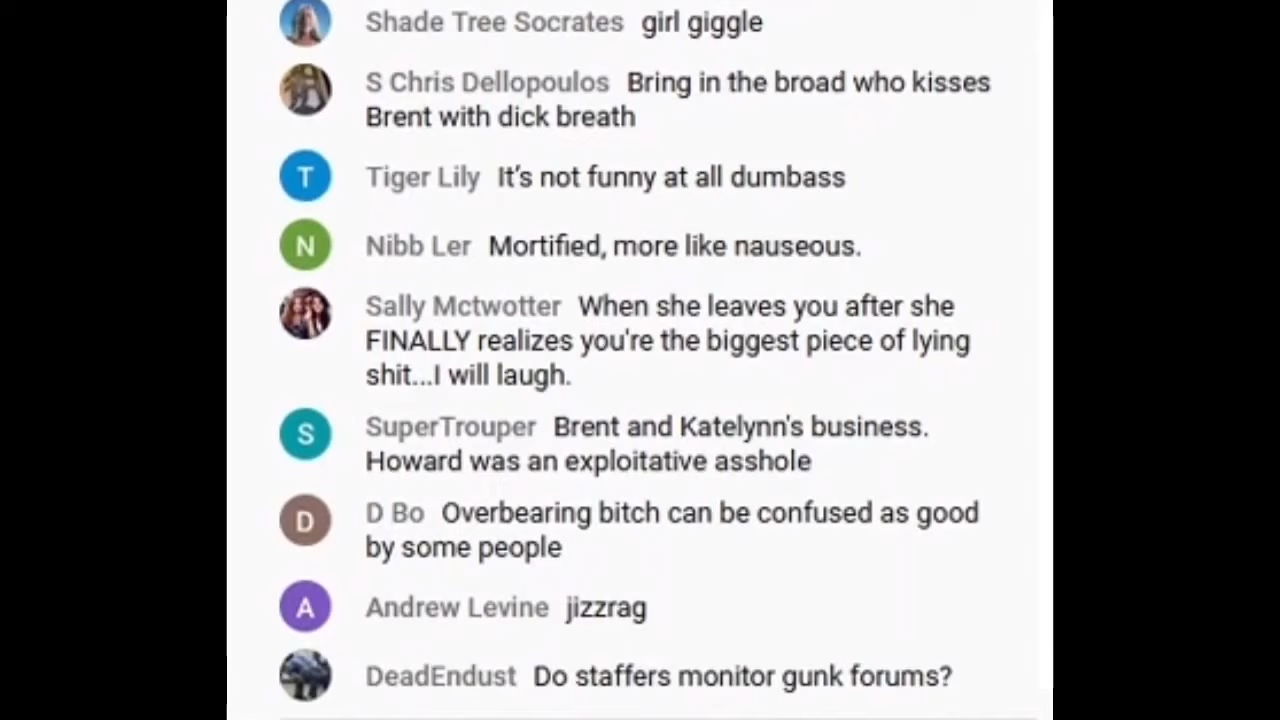 Shade Tree Socrates girl giggle
S Chris Dellopoulos Bring in the broad who kisses
Brent with dick breath
T Tiger Lily It's not funny at all dumbass
N Nibb Ler Mortified, more like nauseous.
Sally Mctwotter When she leaves you after she
FINALLY realizes you're the biggest piece of lying
shit...I will laugh.
S SuperTrouper Brent and Katelynn's business.
Howard was an exploitative asshole
D D Bo Overbearing bitch can be confused as good
by some people
A Andrew Levine jizzrag
DeadEndust Do staffers monitor gunk forums?